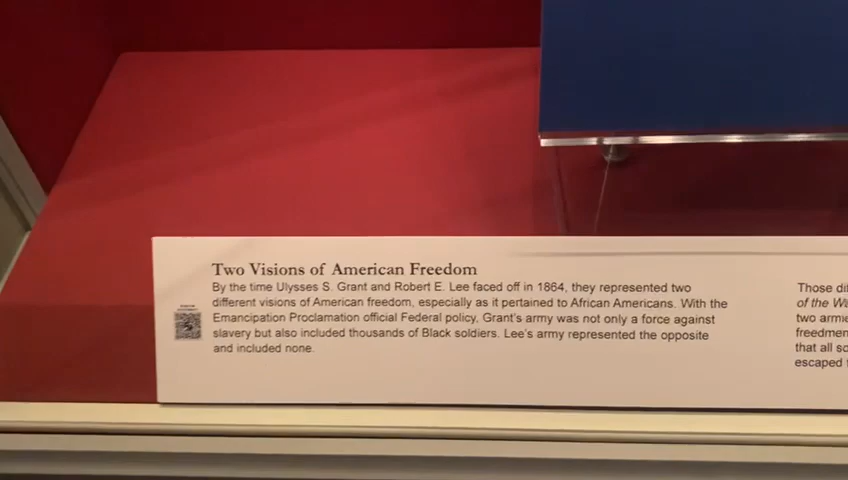 Two Visions of American Freedom
By the time Ulysses S. Grant and Robert E. Lee faced off in 1864, they represented two
different visions of American freedom, especially as it pertained to African Americans. With the
Emancipation Proclamation official Federal policy, Grant's army was not only a force against
slavery but also included thousands of Black soldiers. Lee's army represented the opposite
and included none.
Those
of the
two
that all
escaped